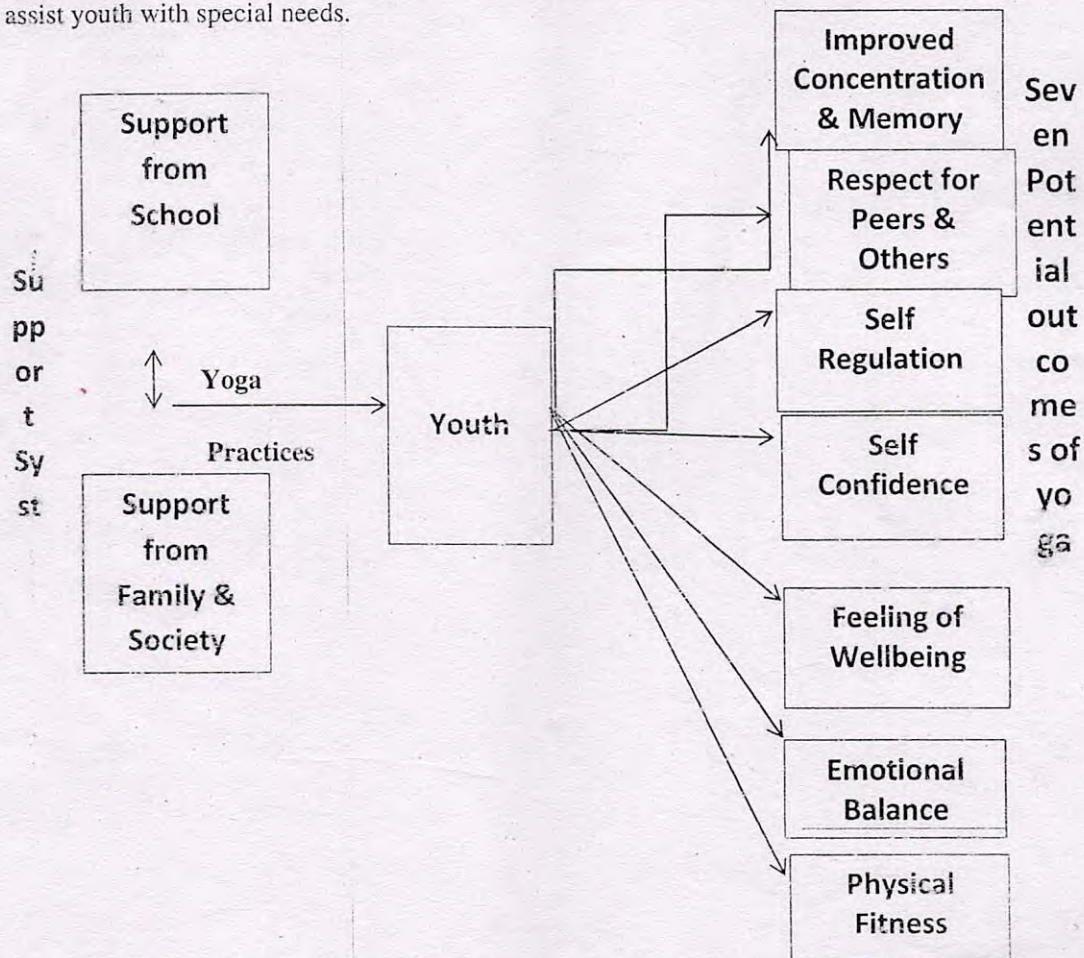 assist youth with special needs.
Support
from
School
Su
pp
or
t
Sy
st
Yoga
Practices
Support
from
Family &
Society
Youth
Improved
Concentration
& Memory
Respect for
Peers &
Others
Self
Regulation
Self
Confidence
Feeling of
Wellbeing
Emotional
Balance
Physical
Fitness
Sev
en
Pot
ent
ial
out
co
me
s of
yo
ga